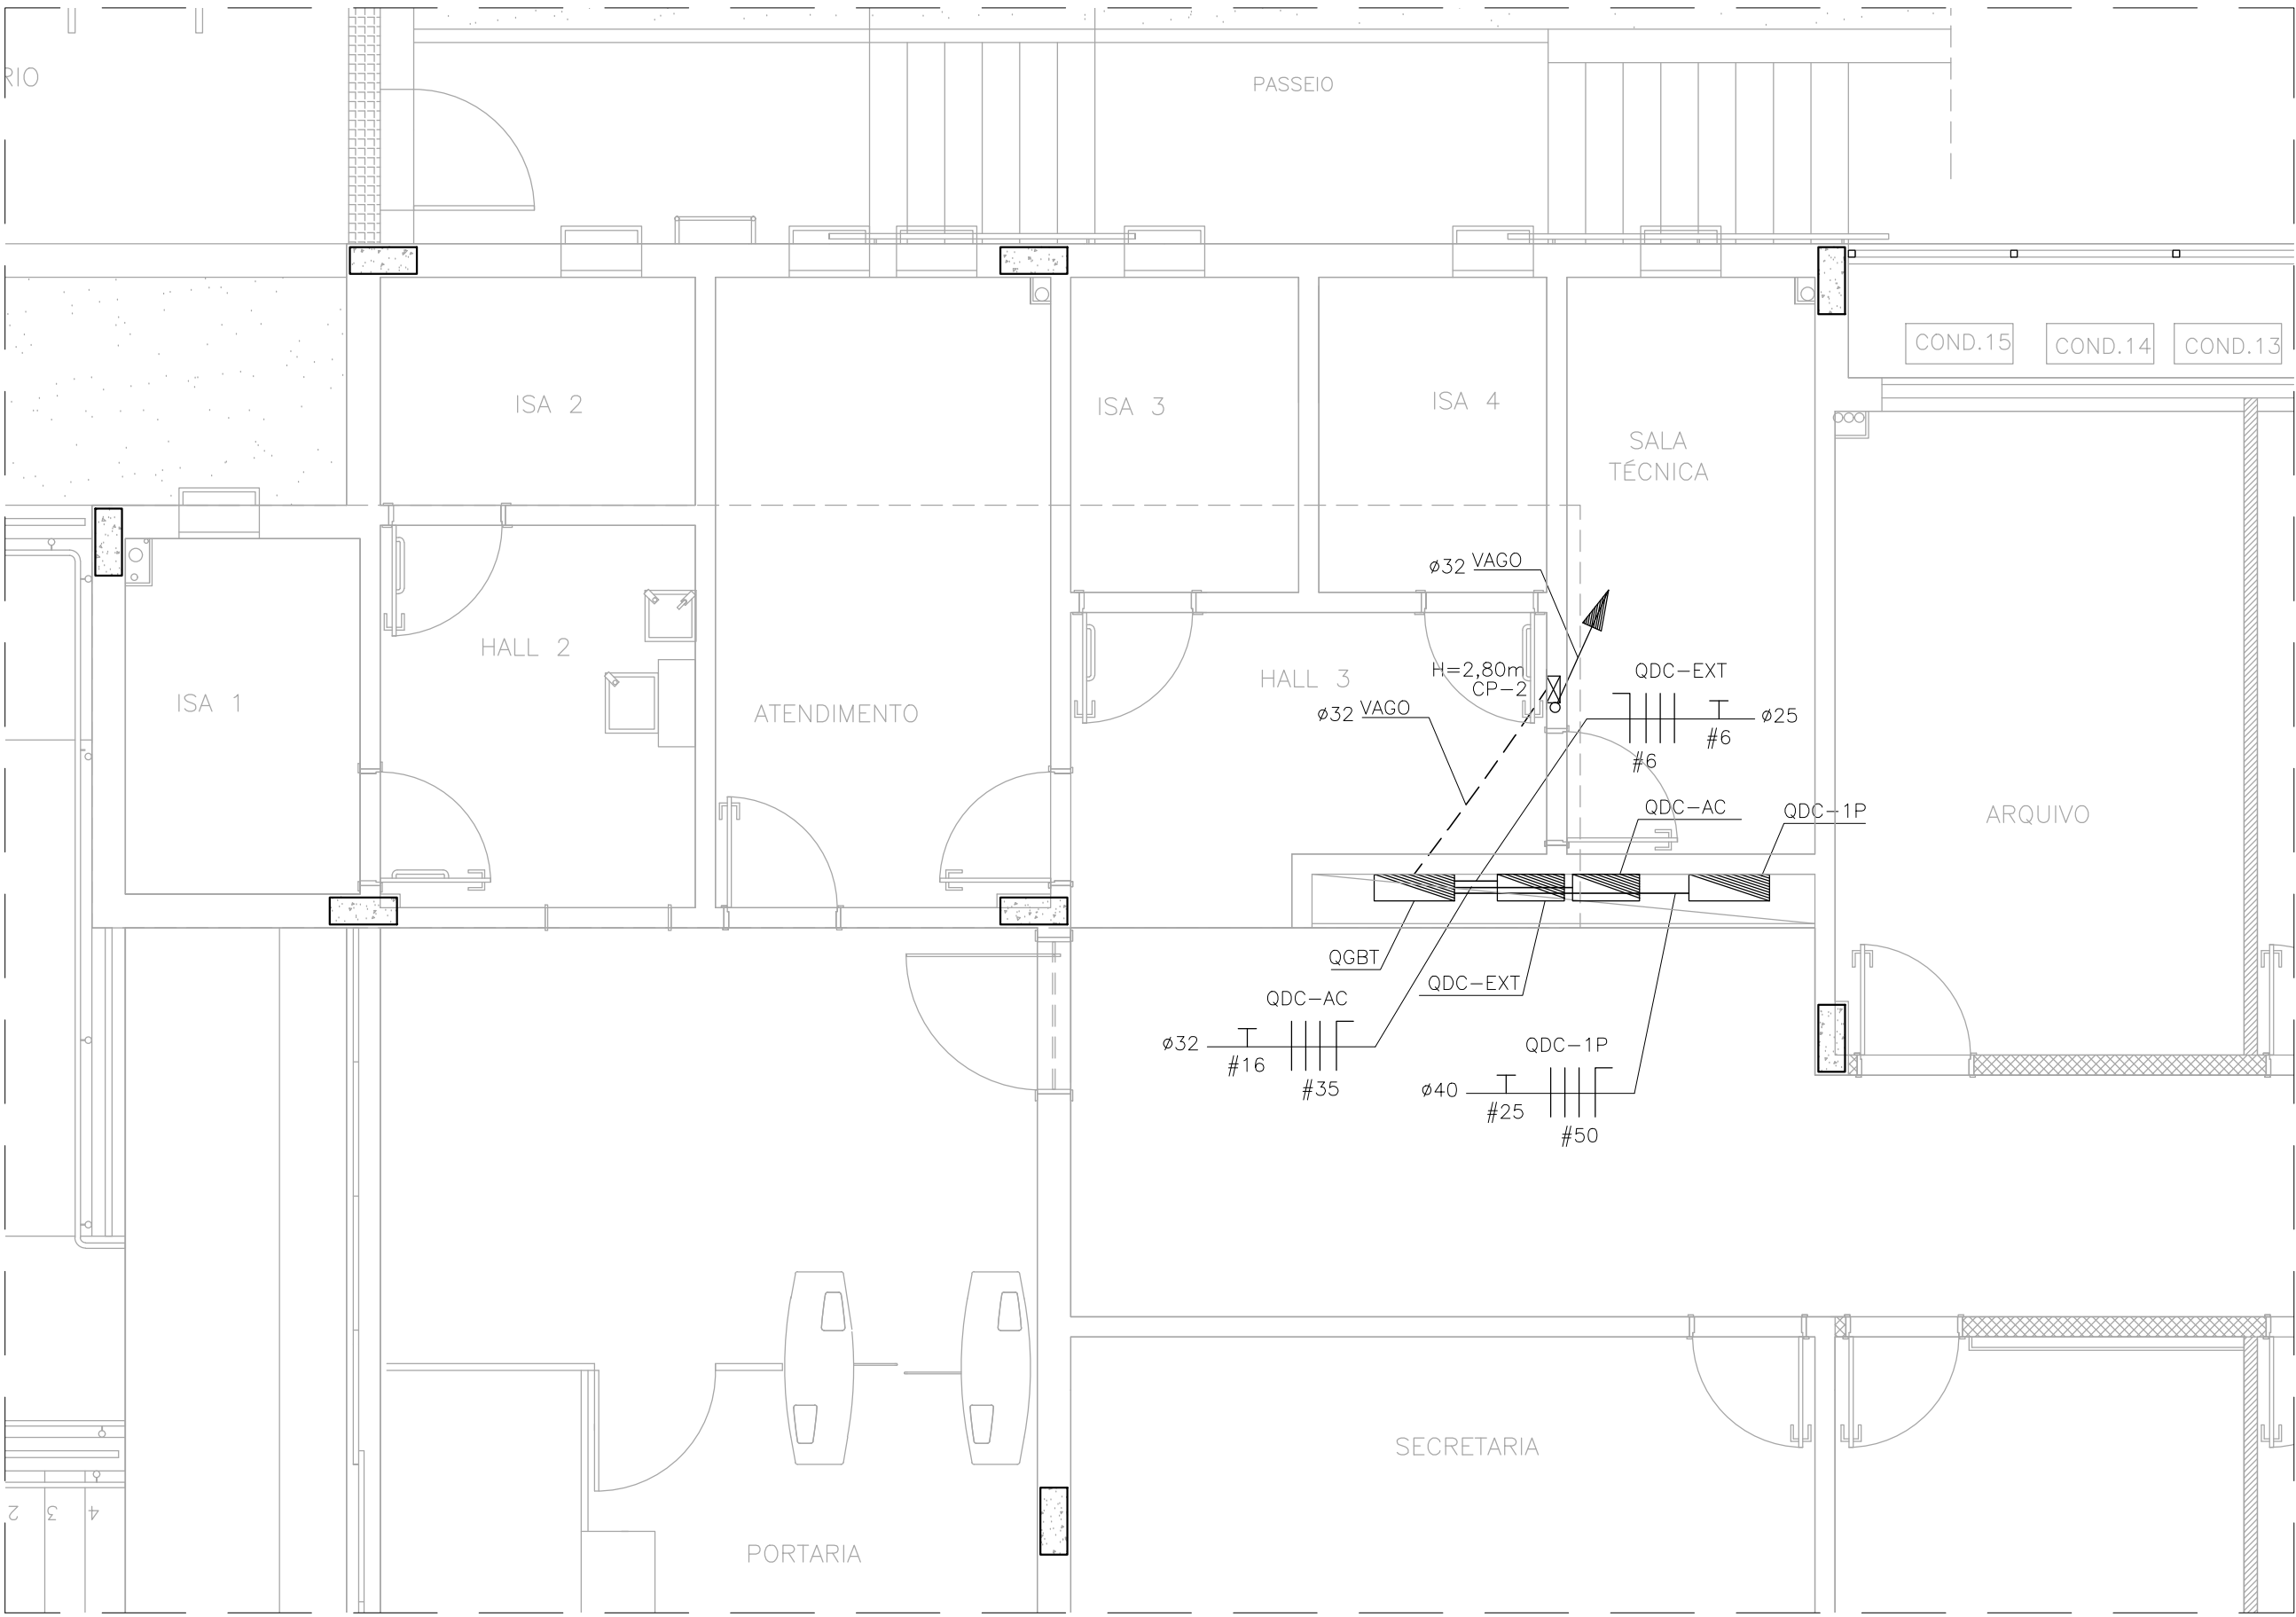 RIO
PASSEIO
COND.15
COND.14
COND.13
ISA 2
ISA 3
ISA 4
SALA
TÉCNICA
ø32 VAGO
HALL 2
ISA 1
ATENDIMENTO
HALL 3
H=2,80m
CP-2
QDC-EXT
ø32 VAGO
ø25
#6
#6
QDC-AC
QDC-1P
ARQUIVO
QGBT
QDC-EXT
QDC-AC
ø32
#16
#35
QDC-1P
ø40
#25
#50
SECRETARIA
2
3
4
PORTARIA